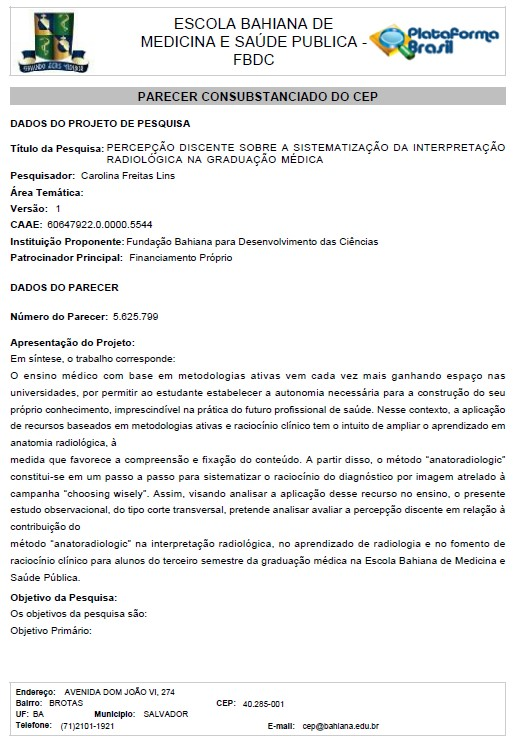 ESCOLA BAHIANA DE
MEDICINA E SAÚDE PUBLICA -
FBDC
Plataforma
Brasil
PARECER CONSUBSTANCIADO DO CEP
DADOS DO PROJETO DE PESQUISA
Título da Pesquisa: PERCEPÇÃO DISCENTE SOBRE A SISTEMATIZAÇÃO DA INTERPRETAÇÃO
RADIOLÓGICA NA GRADUAÇÃO MÉDICA
Pesquisador: Carolina Freitas Lins
Área Temática:
Versão: 1
CAAE: 60647922.0.0000.5544
Instituição Proponente: Fundação Bahiana para Desenvolvimento das Ciências
Patrocinador Principal: Financiamento Próprio
DADOS DO PARECER
Número do Parecer: 5.625.799
Apresentação do Projeto:
Em síntese, o trabalho corresponde:
O ensino médico com base em metodologias ativas vem cada vez mais ganhando espaço nas
universidades, por permitir ao estudante estabelecer a autonomia necessária para a construção do seu
próprio conhecimento, imprescindível na prática do futuro profissional de saúde. Nesse contexto, a aplicação
de recursos baseados em metodologias ativas e raciocínio clínico tem o intuito de ampliar o aprendizado em
anatomia radiológica, à
medida que favorece a compreensão e fixação do conteúdo. A partir disso, o método “anatoradiologic”
constitui-se em um passo a passo para sistematizar o raciocínio do diagnóstico por imagem atrelado à
campanha “choosing wisely”. Assim, visando analisar a aplicação desse recurso no ensino, o presente
estudo observacional, do tipo corte transversal, pretende analisar avaliar a percepção discente em relação à
contribuição do
método “anatoradiologic” na interpretação radiológica, no aprendizado de radiologia e no fomento de
raciocínio clínico para alunos do terceiro semestre da graduação médica na Escola Bahiana de Medicina e
Saúde Pública.
Objetivo da Pesquisa:
Os objetivos da pesquisa são:
Objetivo Primário:
Endereço: AVENIDA DOM JOÃO VI, 274
Bairro: BROTAS CEP: 40.285-001
UF: BA Município: SALVADOR
Telefone: (71)2101-1921 E-mail: cep@bahiana.edu.br